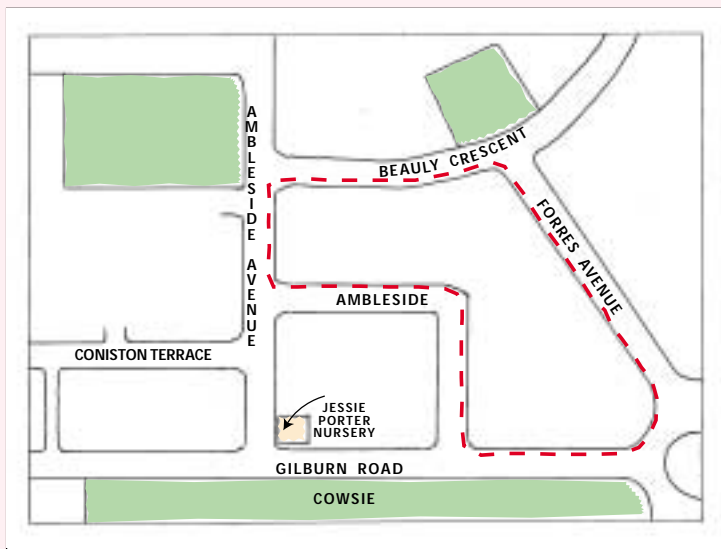 BEAULY CRESCENT
AMBLESIDE AVENUE
FORRES AVENUE
AMBLESIDE
CONISTON TERRACE
JESSIE
PORTER
NURSERY
GILBURN ROAD
COWSIE